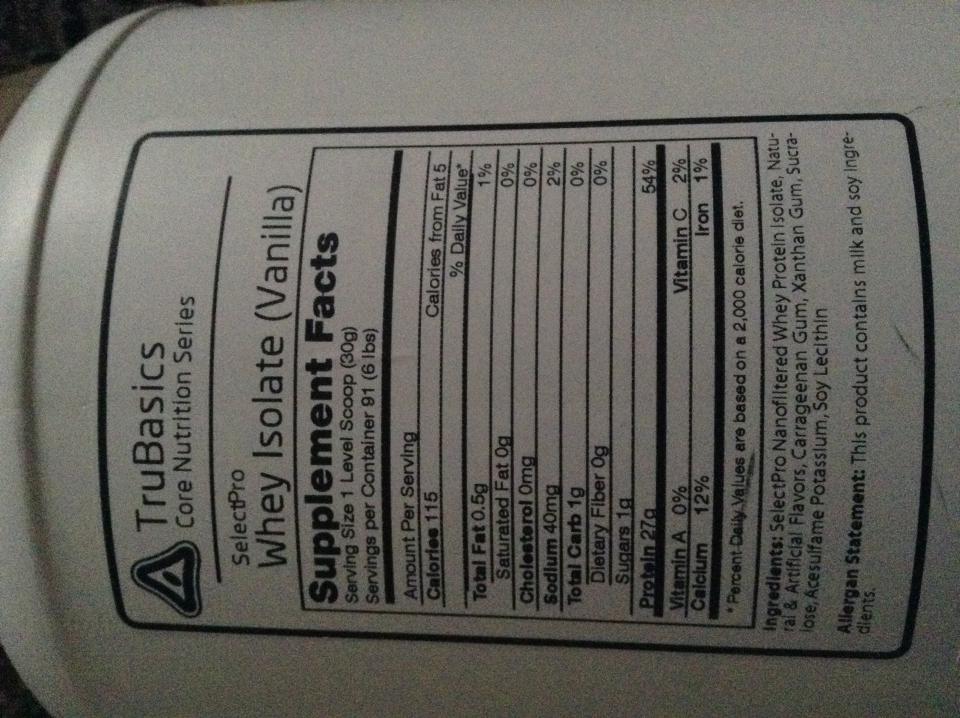 TruBasics
Core Nutrition Series
SelectPro
Whey Isolate (Vanilla)
Supplement Facts
Serving Size 1 Level Scoop (30g)
Servings per Container 91 (6 lbs)
Amount Per Serving
Calories 115 Calories from Fat 5
% Daily Value*
Total Fat 0.5g 1%
Saturated Fat 0g 0%
Cholesterol 0mg 0%
Sodium 40mg 2%
Total Carb 1g 0%
Dietary Fiber 0g 0%
Sugars 1g
Protein 27g 54%
Vitamin A 0% Vitamin C 2%
Calcium 12% Iron 1%
* Percent Daily Values are based on a 2,000 calorie diet.
Ingredients: SelectPro Nanofiltered Whey Protein Isolate, Natu-
ral & Artificial Flavors, Carrageenan Gum, Xanthan Gum, Sucra-
lose, Acesulfame Potassium, Soy Lecithin
Allergan Statement: This product contains milk and soy ingre-
dients.